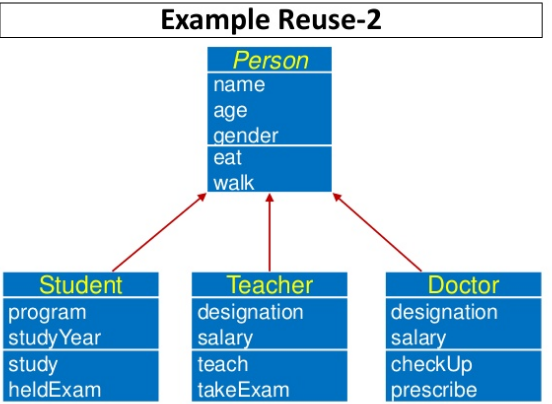 Example Reuse-2
Person
name
age
gender
eat
walk
Student
program
studyYear
study
heldExam
Teacher
designation
salary
teach
takeExam
Doctor
designation
salary
checkUp
prescribe